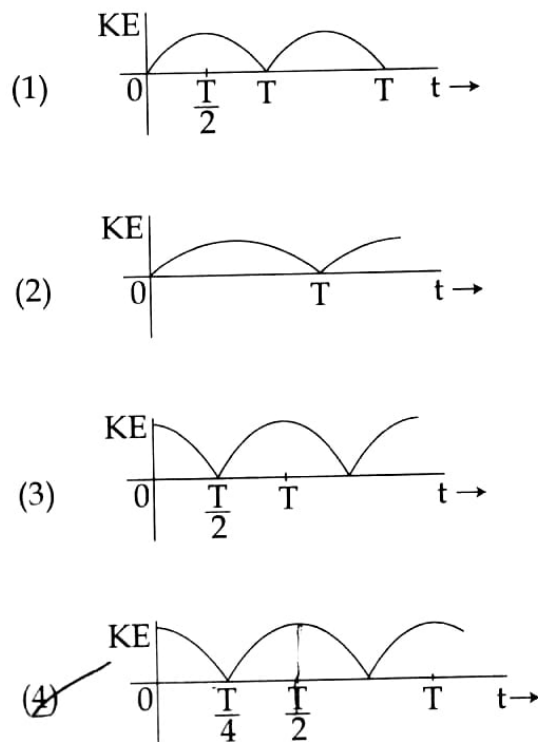 KE
(1) 0 T/2 T T t →
KE
(2) 0 T t →
KE
(3) 0 T/2 T t →
KE
(4) 0 T/4 T/2 T t→